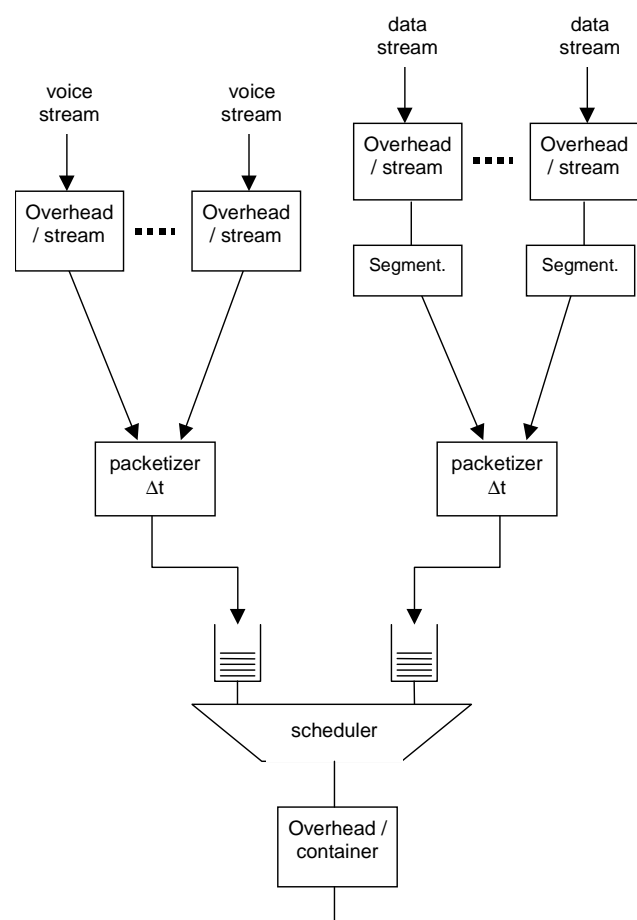 data
stream
data
stream
voice
stream
voice
stream
Overhead
/ stream
Overhead
/ stream
Overhead
/ stream
Overhead
/ stream
Segment.
Segment.
packetizer
Δt
packetizer
Δt
scheduler
Overhead /
container